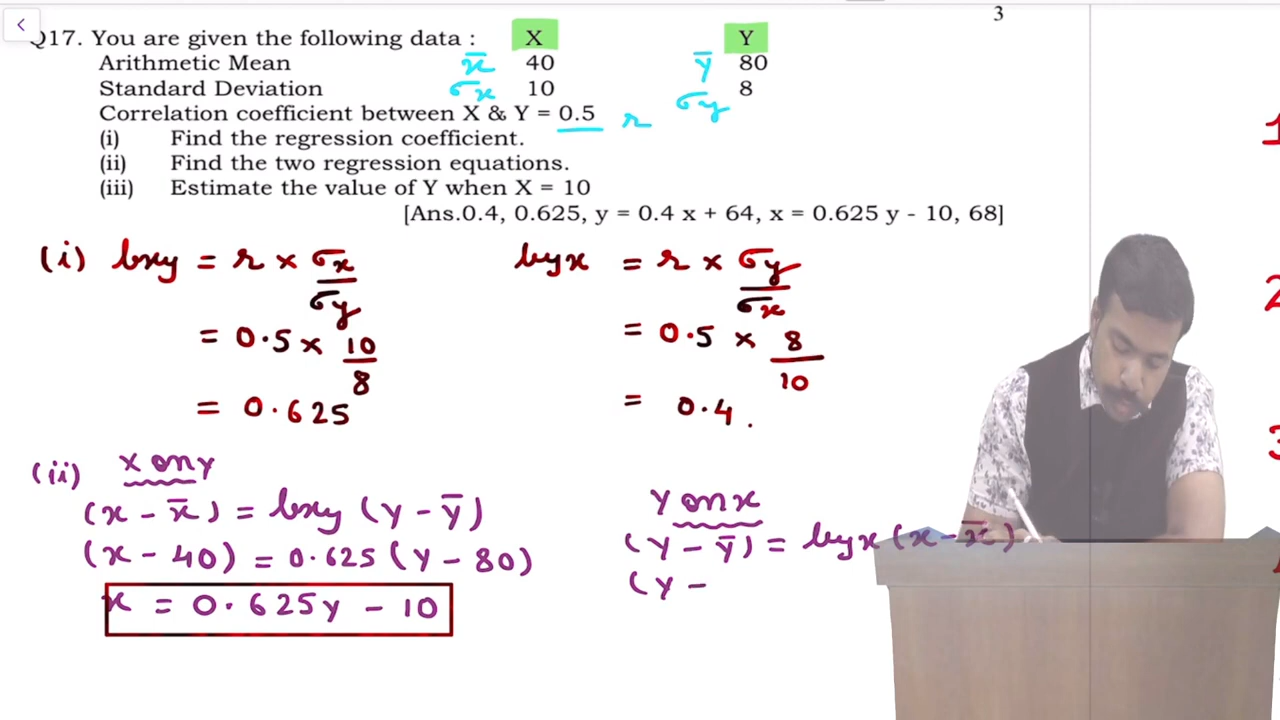 3
Q17. You are given the following data : X Y
Arithmetic Mean x̄ 40 ȳ 80
Standard Deviation σx 10 σy 8
Correlation coefficient between X & Y = 0.5 r
(i) Find the regression coefficient.
(ii) Find the two regression equations.
(iii) Estimate the value of Y when X = 10
[Ans.0.4, 0.625, y = 0.4 x + 64, x = 0.625 y - 10, 68]
(i) bxy = r × σx/σy
= 0.5 × 10/8
= 0.625
byx = r × σy/σx
= 0.5 × 8/10
= 0.4.
(ii) X on Y
(x - x̄) = bxy (y - ȳ)
(x - 40) = 0.625 (y - 80)
x = 0.625y - 10
Y on x
(y - ȳ) = byx (x - x̄)
(y -
1
2
3